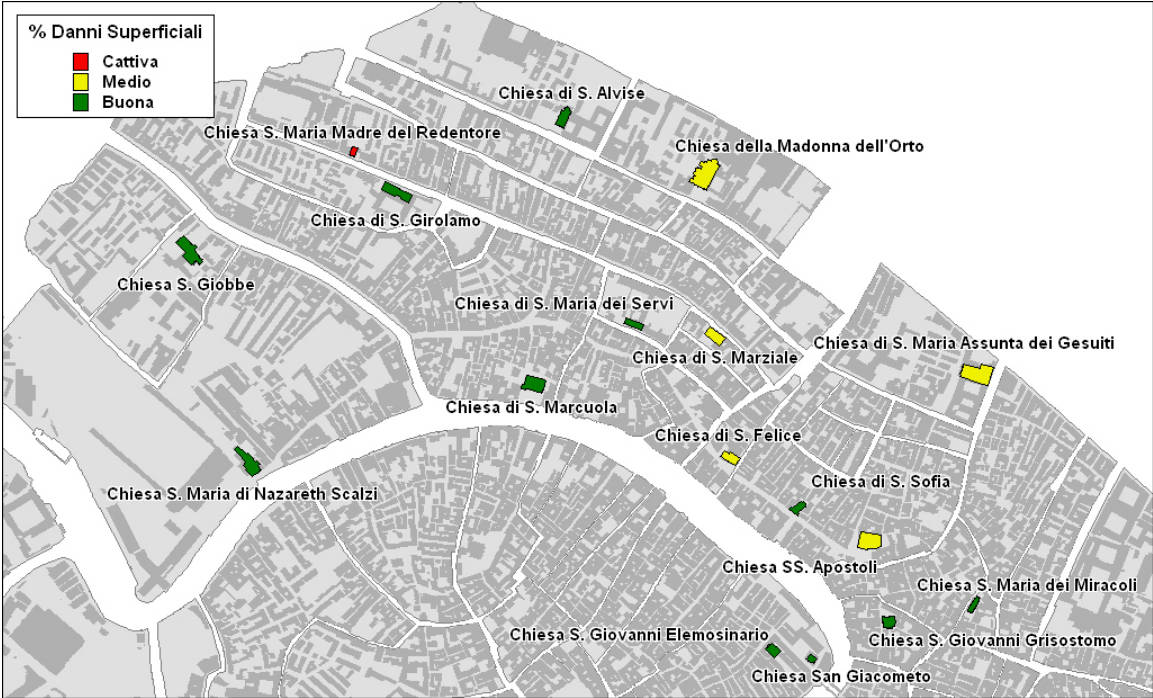 % Danni Superficiali
Cattiva
Medio
Buona
Chiesa di S. Alvise
Chiesa S. Maria Madre del Redentore
Chiesa della Madonna dell'Orto
Chiesa di S. Girolamo
Chiesa S. Giobbe
Chiesa di S. Maria dei Servi
Chiesa di S. Maria Assunta dei Gesuiti
Chiesa di S. Marziale
Chiesa di S. Marcuola
Chiesa di S. Felice
Chiesa di S. Sofia
Chiesa S. Maria di Nazareth Scalzi
Chiesa SS. Apostoli
Chiesa S. Maria dei Miracoli
Chiesa S. Giovanni Elemosinario
Chiesa S. Giovanni Grisostomo
Chiesa San Giacometo